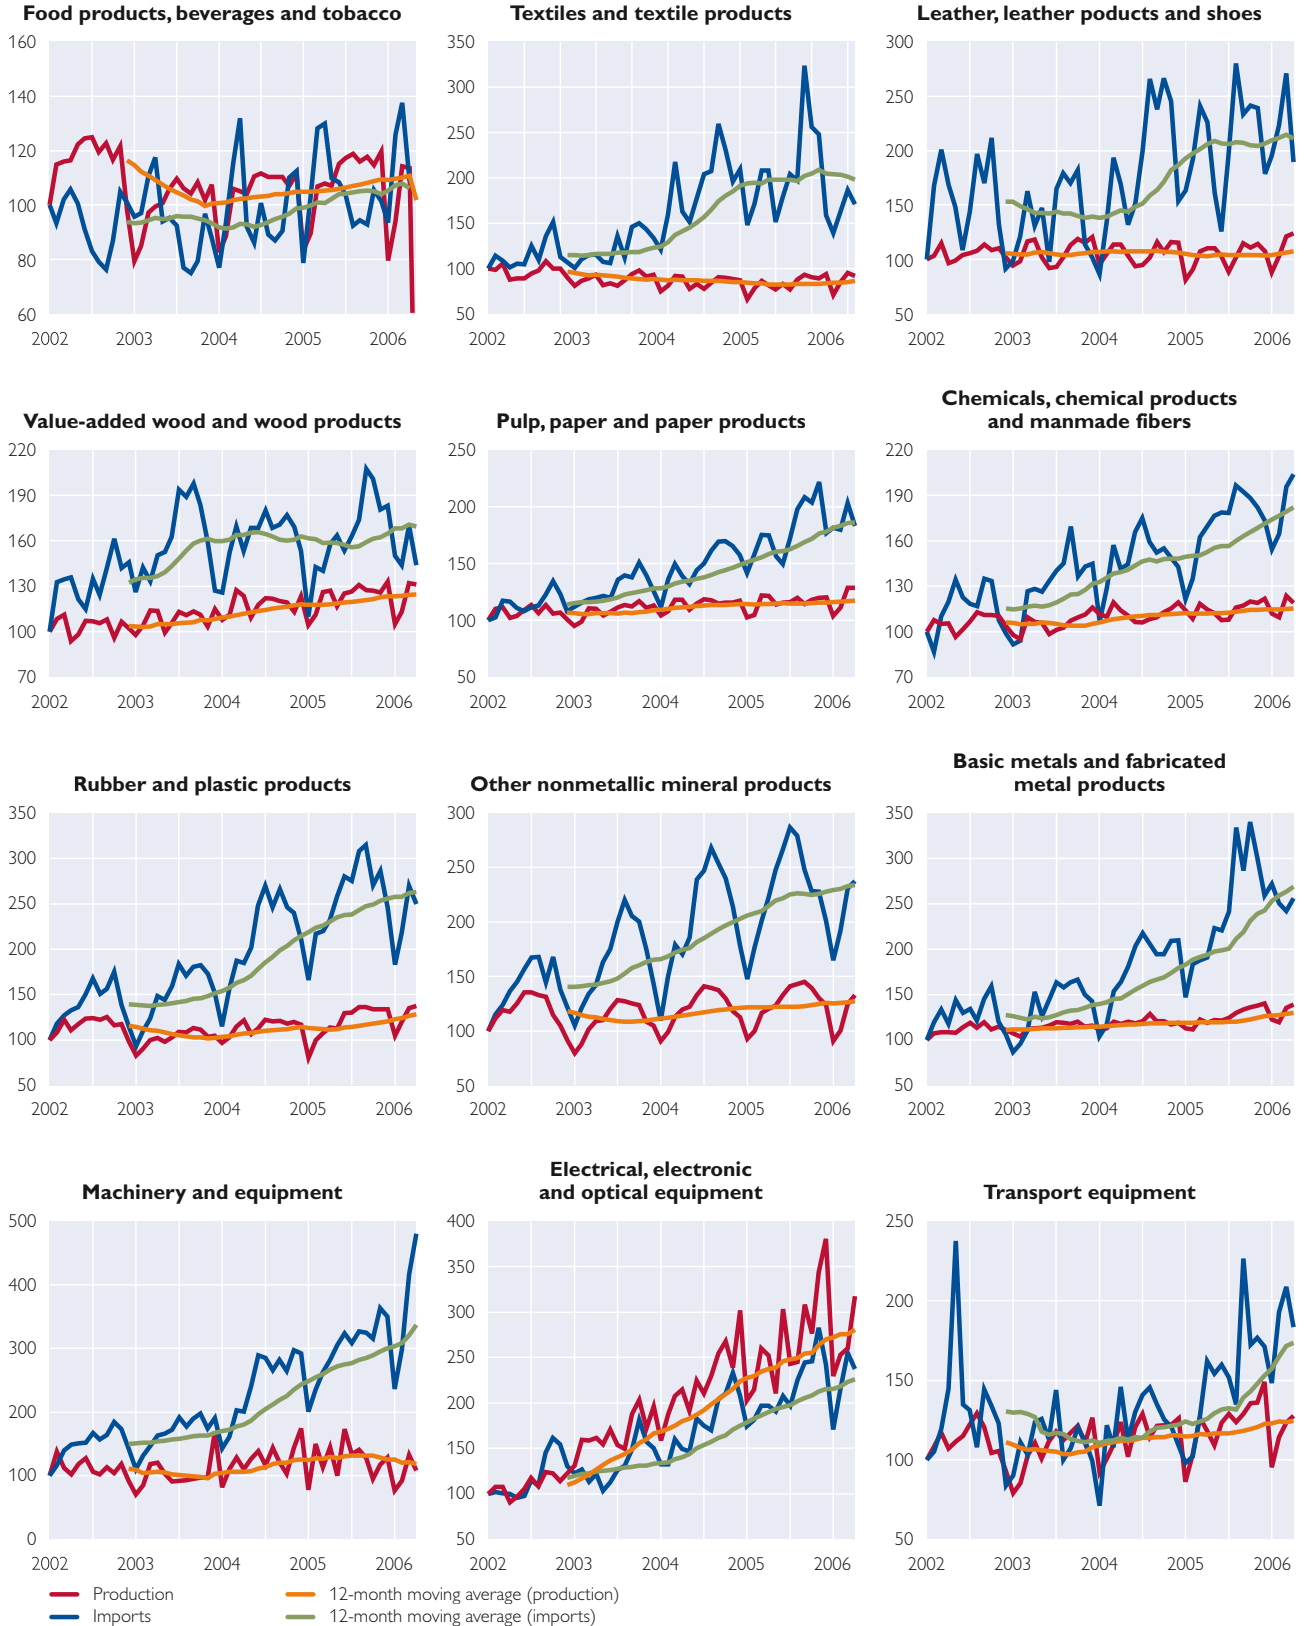 Food products, beverages and tobacco
160
140
120
100
80
60
2002 2003 2004 2005 2006
Textiles and textile products
350
300
250
200
150
100
50
2002 2003 2004 2005 2006
Leather, leather poducts and shoes
300
250
200
150
100
50
2002 2003 2004 2005 2006
Value-added wood and wood products
220
190
160
130
100
70
2002 2003 2004 2005 2006
Pulp, paper and paper products
250
200
150
100
50
2002 2003 2004 2005 2006
Chemicals, chemical products
and manmade fibers
220
190
160
130
100
70
2002 2003 2004 2005 2006
Rubber and plastic products
350
300
250
200
150
100
50
2002 2003 2004 2005 2006
Other nonmetallic mineral products
300
250
200
150
100
50
2002 2003 2004 2005 2006
Basic metals and fabricated
metal products
350
300
250
200
150
100
50
2002 2003 2004 2005 2006
Machinery and equipment
500
400
300
200
100
0
2002 2003 2004 2005 2006
Electrical, electronic
and optical equipment
400
350
300
250
200
150
100
50
2002 2003 2004 2005 2006
Transport equipment
250
200
150
100
50
2002 2003 2004 2005 2006
Production
12-month moving average (production)
Imports
12-month moving average (imports)